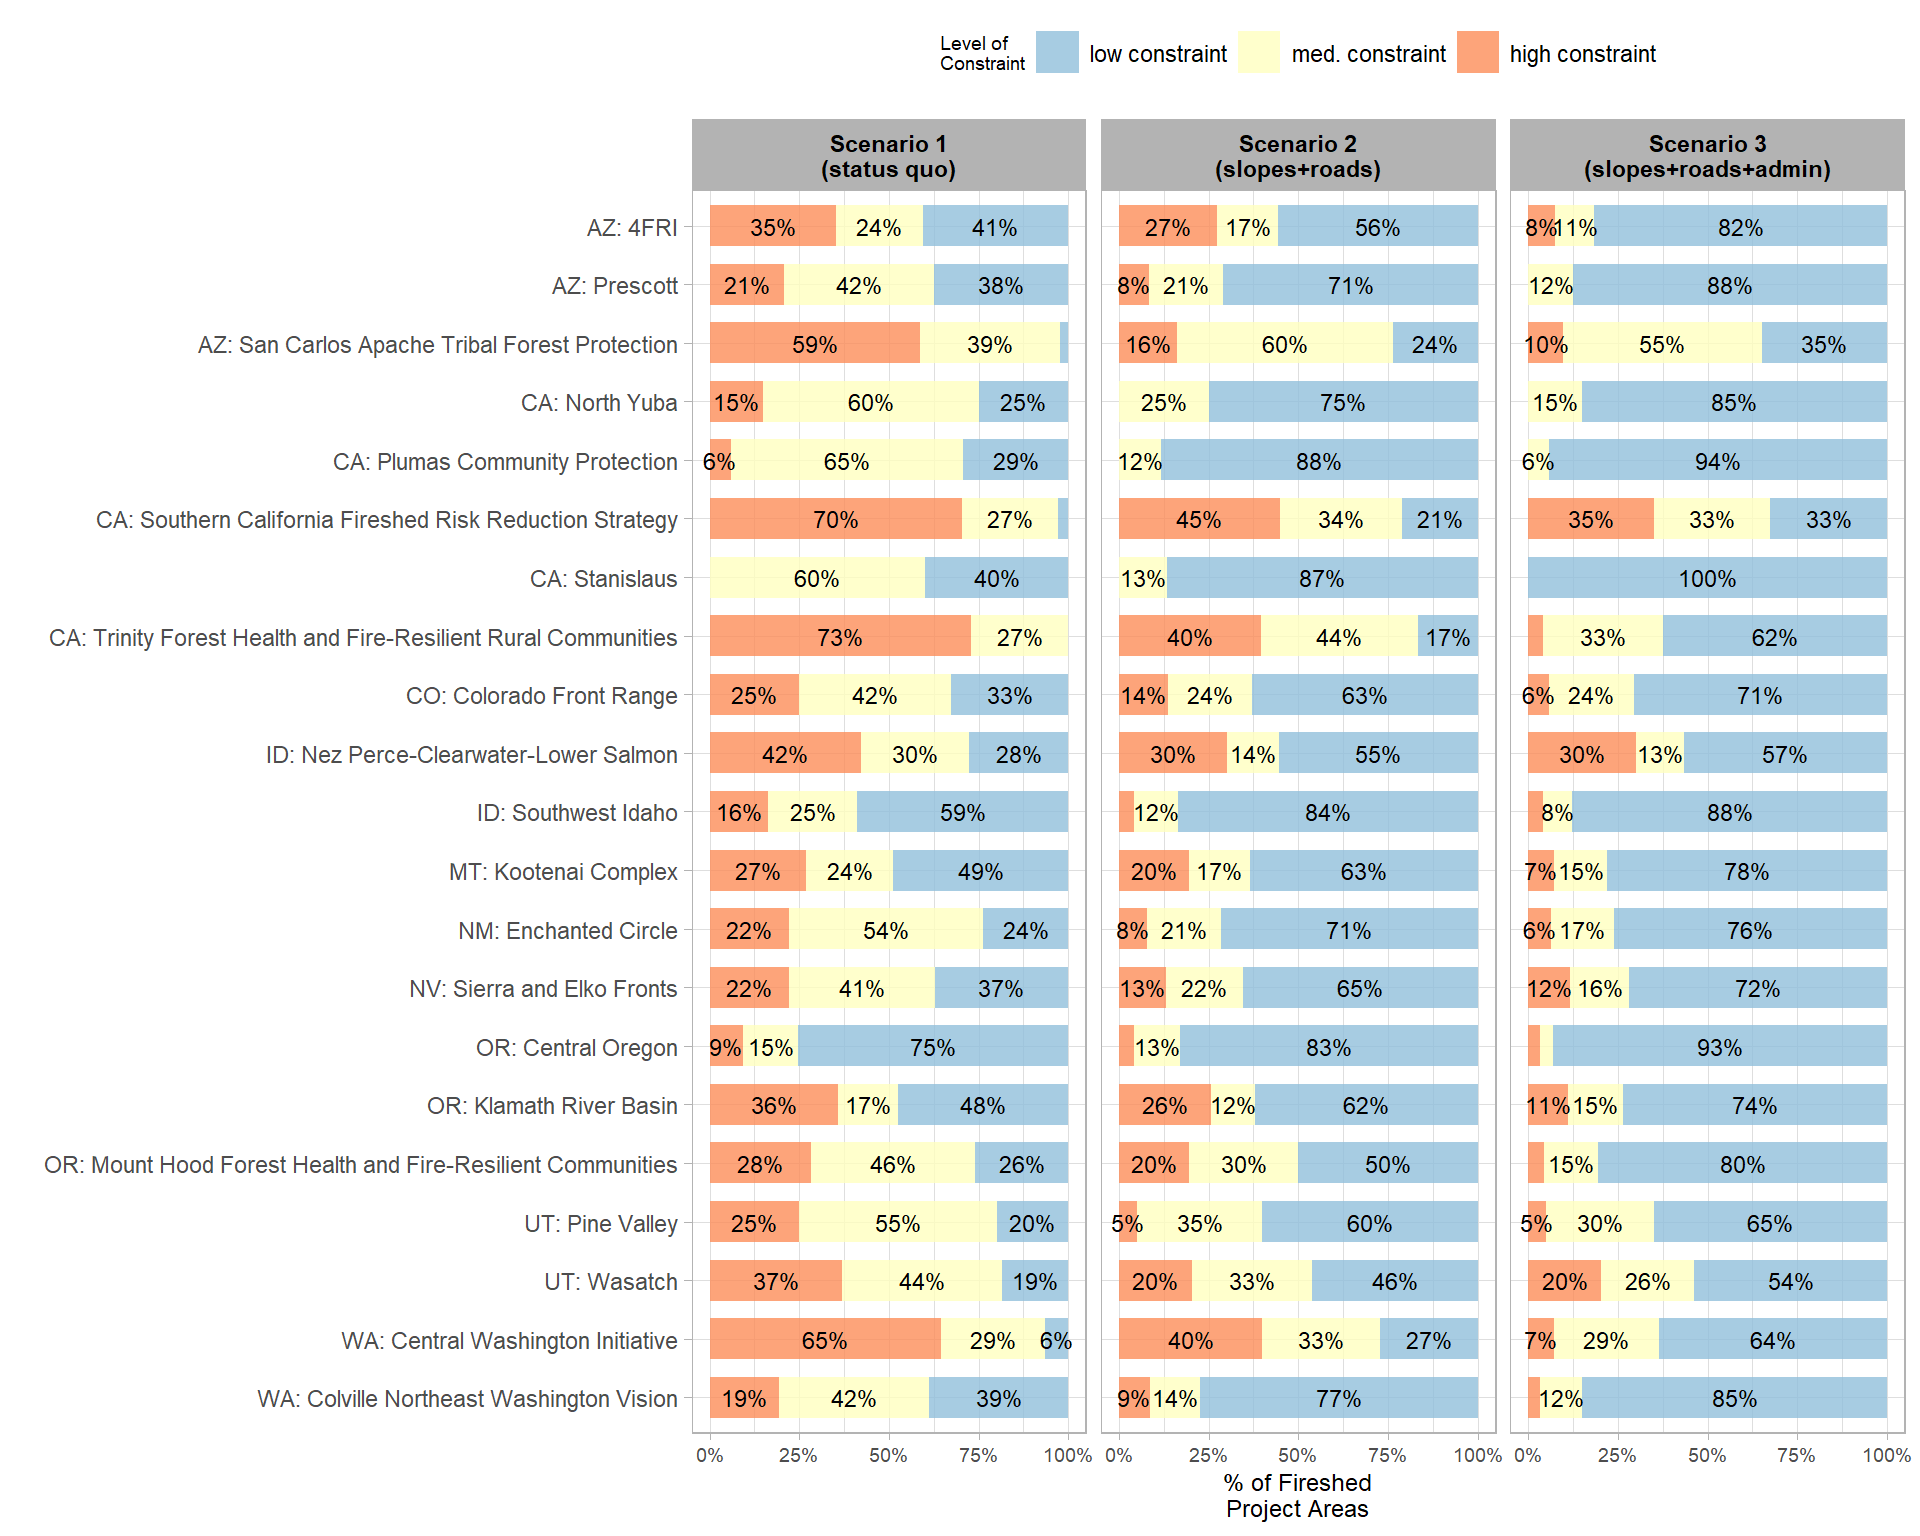 Level of
Constraint
low constraint
med. constraint
high constraint
Scenario 1
(status quo)
Scenario 2
(slopes+roads)
Scenario 3
(slopes+roads+admin)
AZ: 4FRI 35% 24% 41% 27% 17% 56% 8% 11% 82%
AZ: Prescott 21% 42% 38% 8% 21% 71% 12% 88%
AZ: San Carlos Apache Tribal Forest Protection 59% 39% 16% 60% 24% 10% 55% 35%
CA: North Yuba 15% 60% 25% 25% 75% 15% 85%
CA: Plumas Community Protection 6% 65% 29% 12% 88% 6% 94%
CA: Southern California Fireshed Risk Reduction Strategy 70% 27% 45% 34% 21% 35% 33% 33%
CA: Stanislaus 60% 40% 13% 87% 100%
CA: Trinity Forest Health and Fire-Resilient Rural Communities 73% 27% 40% 44% 17% 33% 62%
CO: Colorado Front Range 25% 42% 33% 14% 24% 63% 6% 24% 71%
ID: Nez Perce-Clearwater-Lower Salmon 42% 30% 28% 30% 14% 55% 30% 13% 57%
ID: Southwest Idaho 16% 25% 59% 12% 84% 8% 88%
MT: Kootenai Complex 27% 24% 49% 20% 17% 63% 7% 15% 78%
NM: Enchanted Circle 22% 54% 24% 8% 21% 71% 6% 17% 76%
NV: Sierra and Elko Fronts 22% 41% 37% 13% 22% 65% 12% 16% 72%
OR: Central Oregon 9% 15% 75% 13% 83% 93%
OR: Klamath River Basin 36% 17% 48% 26% 12% 62% 11% 15% 74%
OR: Mount Hood Forest Health and Fire-Resilient Communities 28% 46% 26% 20% 30% 50% 15% 80%
UT: Pine Valley 25% 55% 20% 5% 35% 60% 5% 30% 65%
UT: Wasatch 37% 44% 19% 20% 33% 46% 20% 26% 54%
WA: Central Washington Initiative 65% 29% 6% 40% 33% 27% 7% 29% 64%
WA: Colville Northeast Washington Vision 19% 42% 39% 9% 14% 77% 12% 85%
0% 25% 50% 75% 100% 0% 25% 50% 75% 100% 0% 25% 50% 75% 100%
% of Fireshed
Project Areas